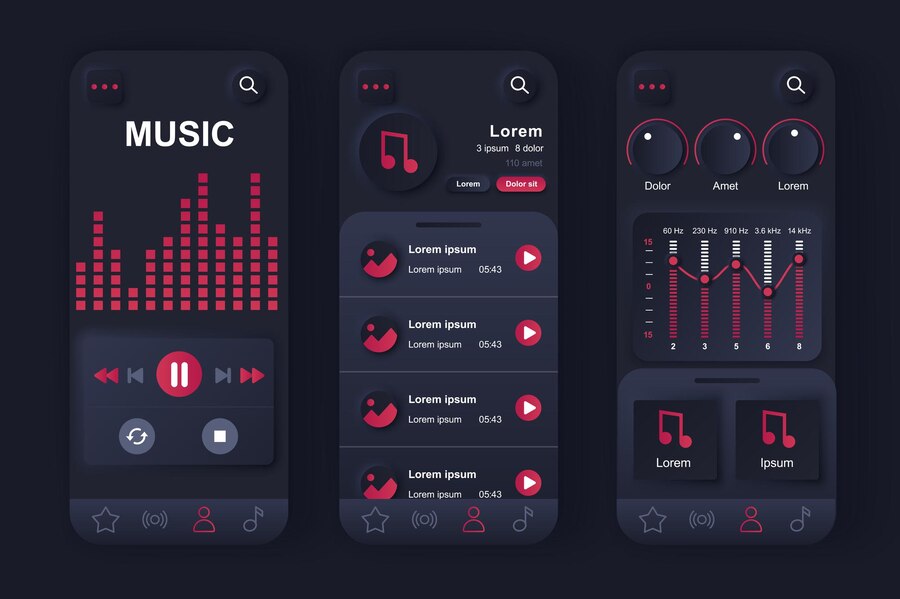 MUSIC
Lorem
3 ipsum 8 dolor
110 amet
Lorem Dolor sit
Lorem ipsum
Lorem ipsum 05:43
Lorem ipsum
Lorem ipsum 05:43
Lorem ipsum
Lorem ipsum 05:43
Lorem ipsum
Lorem ipsum 05:43
Dolor Amet Lorem
60 Hz 230 Hz 910 Hz 3.6 kHz 14 kHz
15
0
15
2 3 5 6 8
Lorem Ipsum